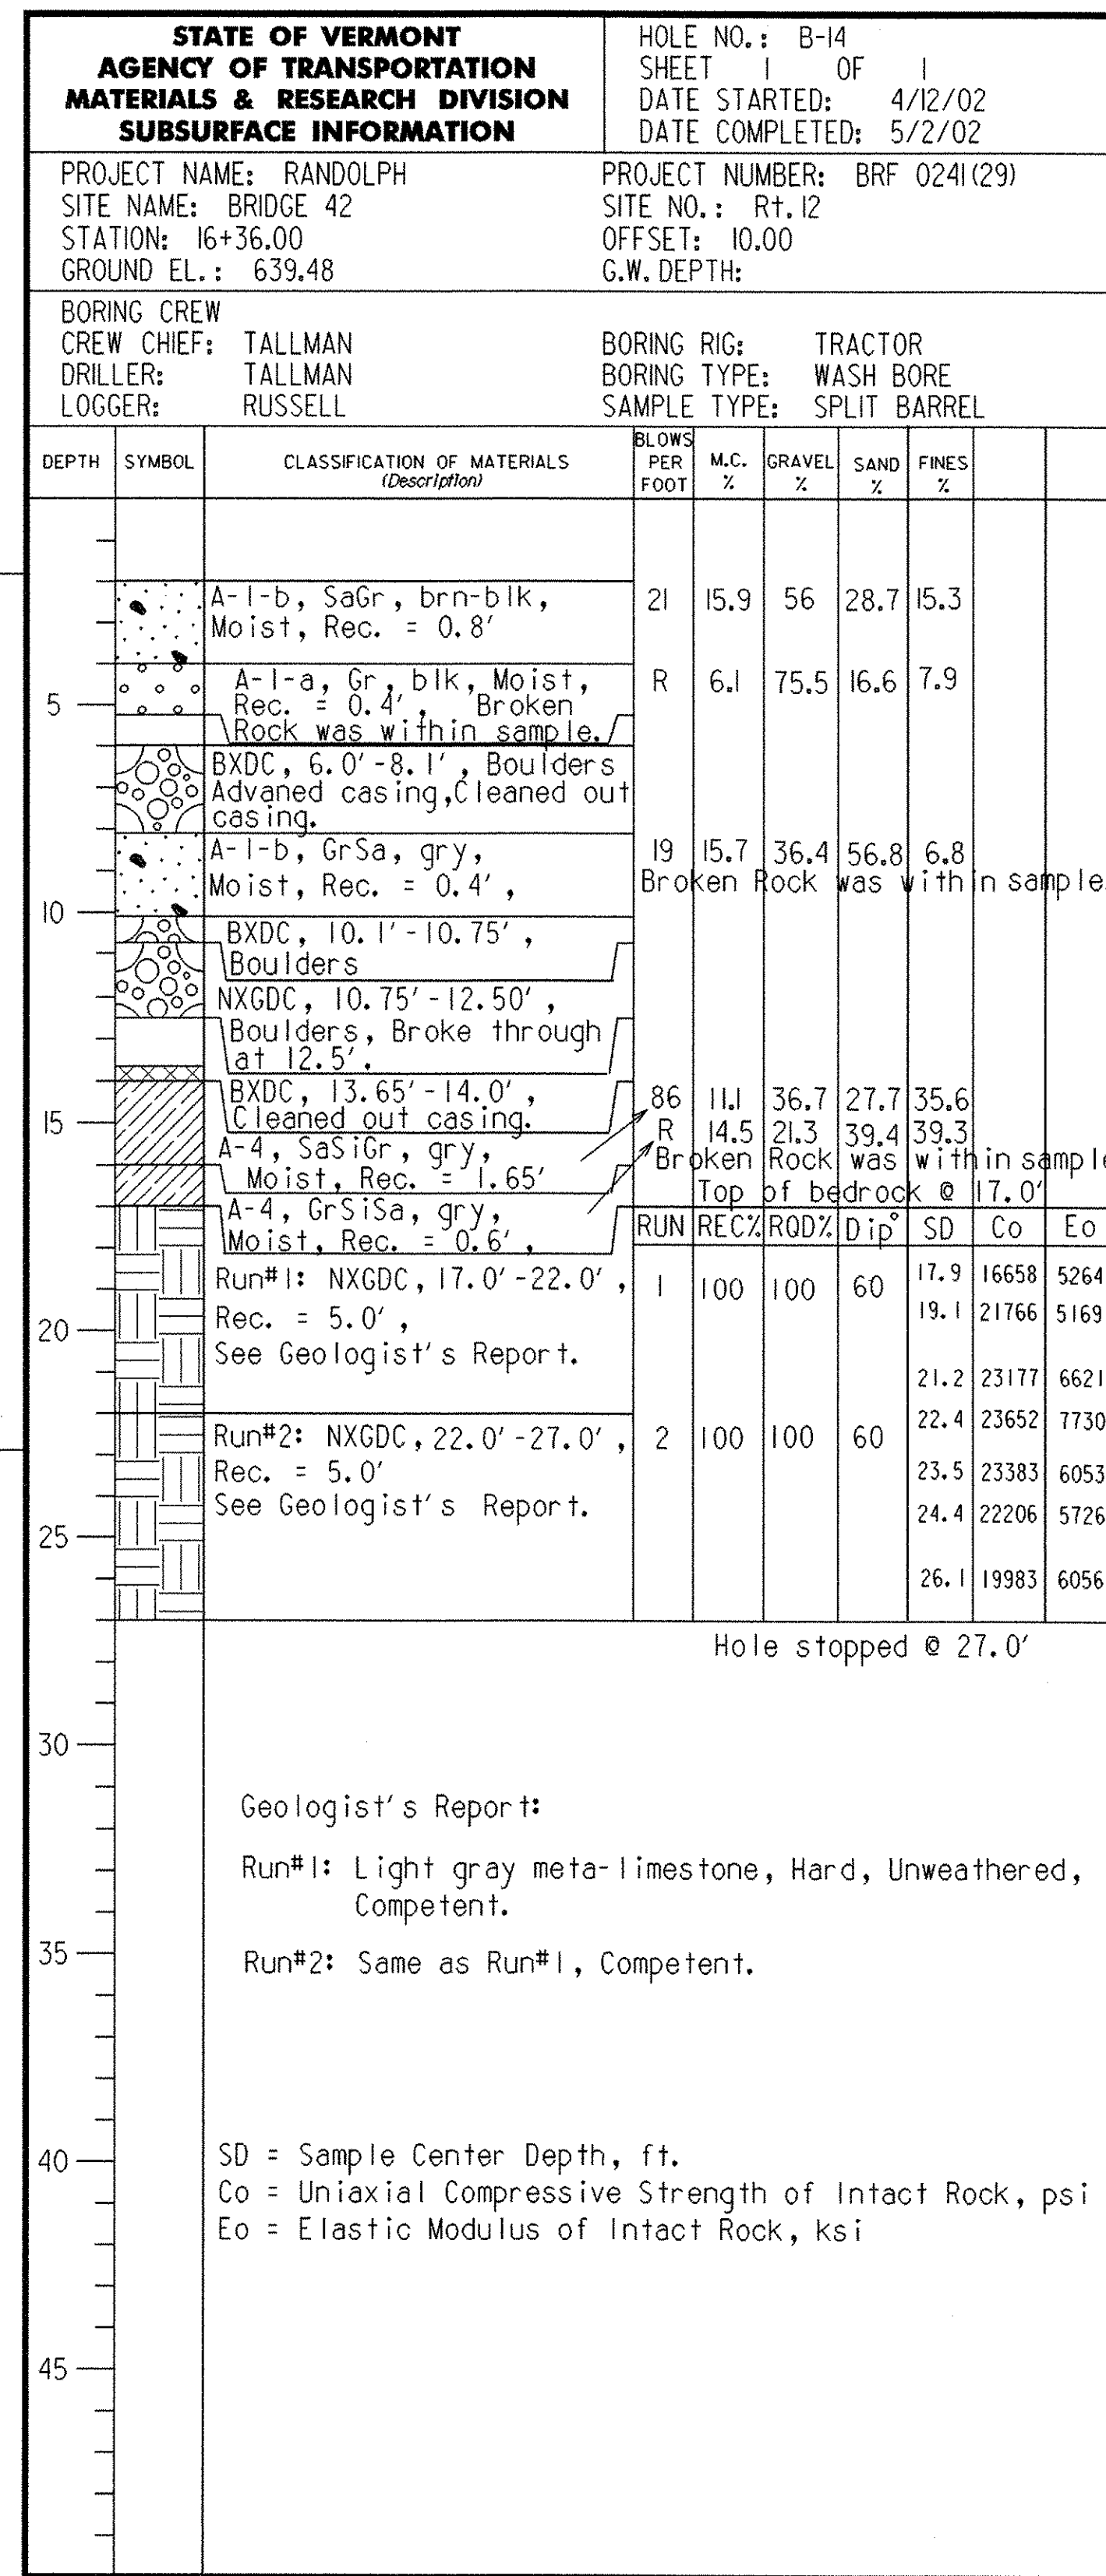 STATE OF VERMONT
AGENCY OF TRANSPORTATION
MATERIALS & RESEARCH DIVISION
SUBSURFACE INFORMATION
HOLE NO.: B-14
SHEET 1 OF 1
DATE STARTED: 4/12/02
DATE COMPLETED: 5/2/02
PROJECT NAME: RANDOLPH
SITE NAME: BRIDGE 42
STATION: 16+36.00
GROUND EL.: 639.48
PROJECT NUMBER: BRF 0241(29)
SITE NO.: Rt. 12
OFFSET: 10.00
G.W. DEPTH:
BORING CREW
CREW CHIEF: TALLMAN
DRILLER: TALLMAN
LOGGER: RUSSELL
BORING RIG: TRACTOR
BORING TYPE: WASH BORE
SAMPLE TYPE: SPLIT BARREL
DEPTH SYMBOL CLASSIFICATION OF MATERIALS (Description) BLOWS PER FOOT M.C. % GRAVEL % SAND % FINES %
A-1-b, SaGr, brn-blk, 21 15.9 56 28.7 15.3
Moist, Rec. = 0.8'
A-1-a, Gr, blk, Moist, R 6.1 75.5 16.6 7.9
5 Rec. = 0.4', Broken
Rock was within sample.
BXDC, 6.0'-8.1', Boulders
Advaned casing,Cleaned out
casing.
A-1-b, GrSa, gry, 19 15.7 36.4 56.8 6.8
Moist, Rec. = 0.4', Broken Rock was within sample
10
BXDC, 10.1'-10.75',
Boulders
NXGDC, 10.75'-12.50',
Boulders, Broke through
at 12.5'.
BXDC, 13.65'-14.0', 86 11.1 36.7 27.7 35.6
15 Cleaned out casing. R 14.5 21.3 39.4 39.3
A-4, SaSiGr, gry, Broken Rock was within sample
Moist, Rec. = 1.65' Top of bedrock @ 17.0'
A-4, GrSiSa, gry,
Moist, Rec. = 0.6',
RUN REC% RQD% Dip° SD Co Eo
Run#1: NXGDC, 17.0'-22.0', 1 100 100 60 17.9 16658 5264
20 Rec. = 5.0', 19.1 21766 5169
See Geologist's Report.
21.2 23177 6621
Run#2: NXGDC, 22.0'-27.0', 2 100 100 60 22.4 23652 7730
Rec. = 5.0' 23.5 23383 6053
See Geologist's Report. 24.4 22206 5726
25
26.1 19983 6056
Hole stopped @ 27.0'
30
Geologist's Report:
Run#1: Light gray meta-limestone, Hard, Unweathered,
Competent.
35
Run#2: Same as Run#1, Competent.
40 SD = Sample Center Depth, ft.
Co = Uniaxial Compressive Strength of Intact Rock, psi
Eo = Elastic Modulus of Intact Rock, ksi
45